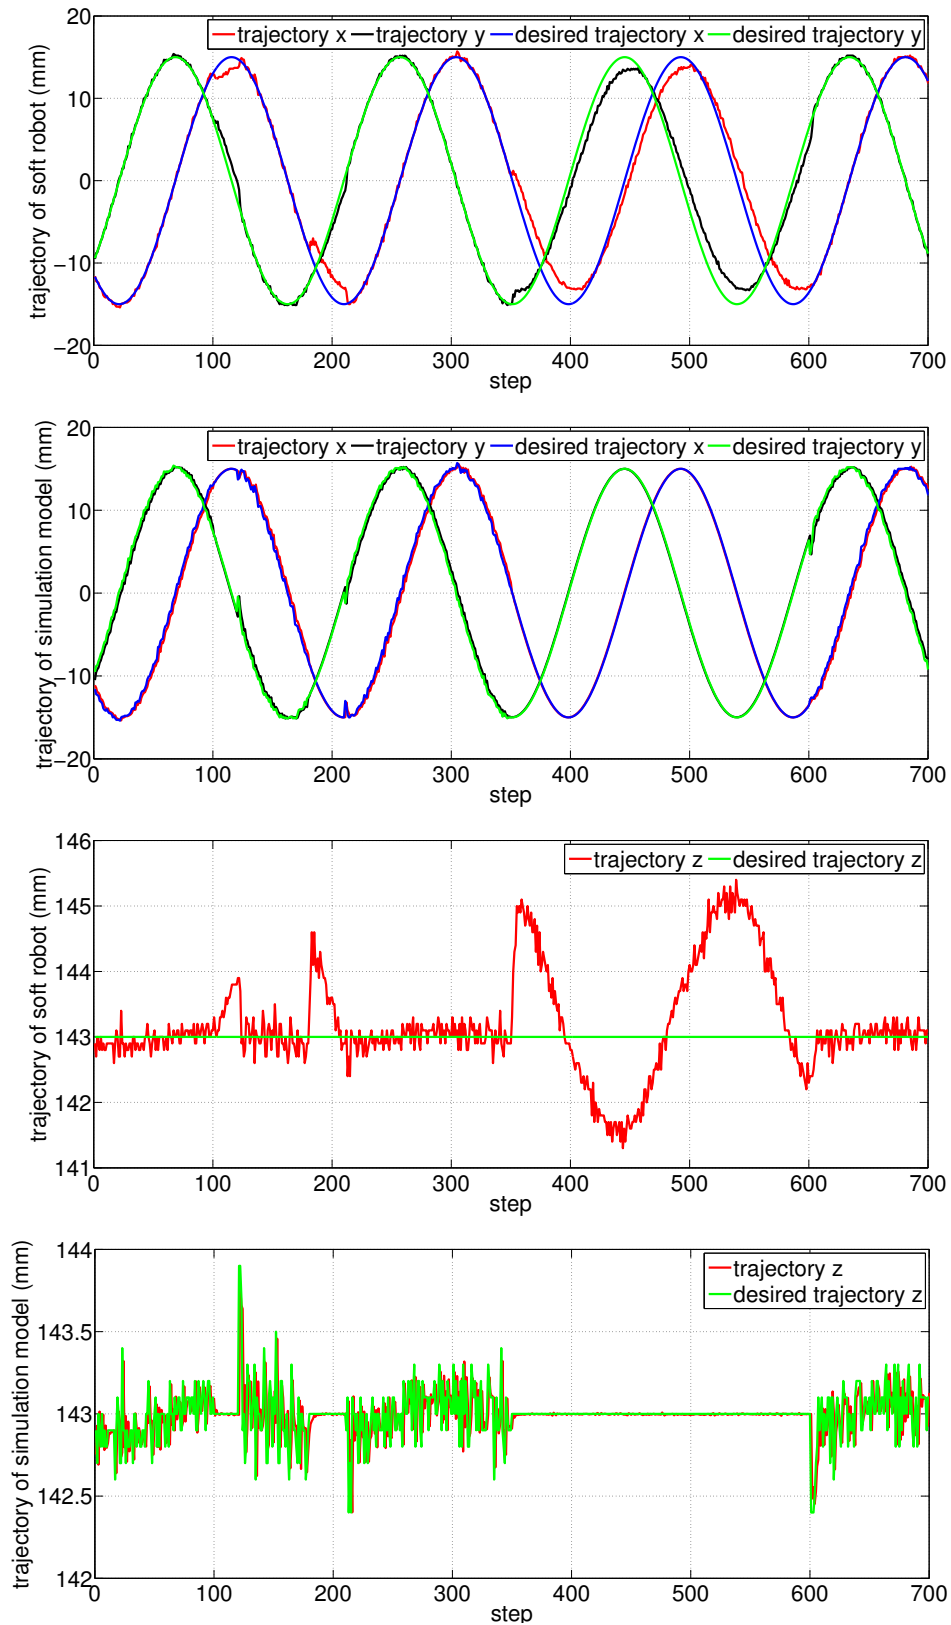 trajectory of soft robot (mm)
20
10
0
−10
−20
trajectory x trajectory y desired trajectory x desired trajectory y
0 100 200 300 400 500 600 700
step
trajectory of simulation model (mm)
20
10
0
−10
−20
trajectory x trajectory y desired trajectory x desired trajectory y
0 100 200 300 400 500 600 700
step
trajectory of soft robot (mm)
146
145
144
143
142
141
trajectory z desired trajectory z
0 100 200 300 400 500 600 700
step
trajectory of simulation model (mm)
144
143.5
143
142.5
142
trajectory z
desired trajectory z
0 100 200 300 400 500 600 700
step